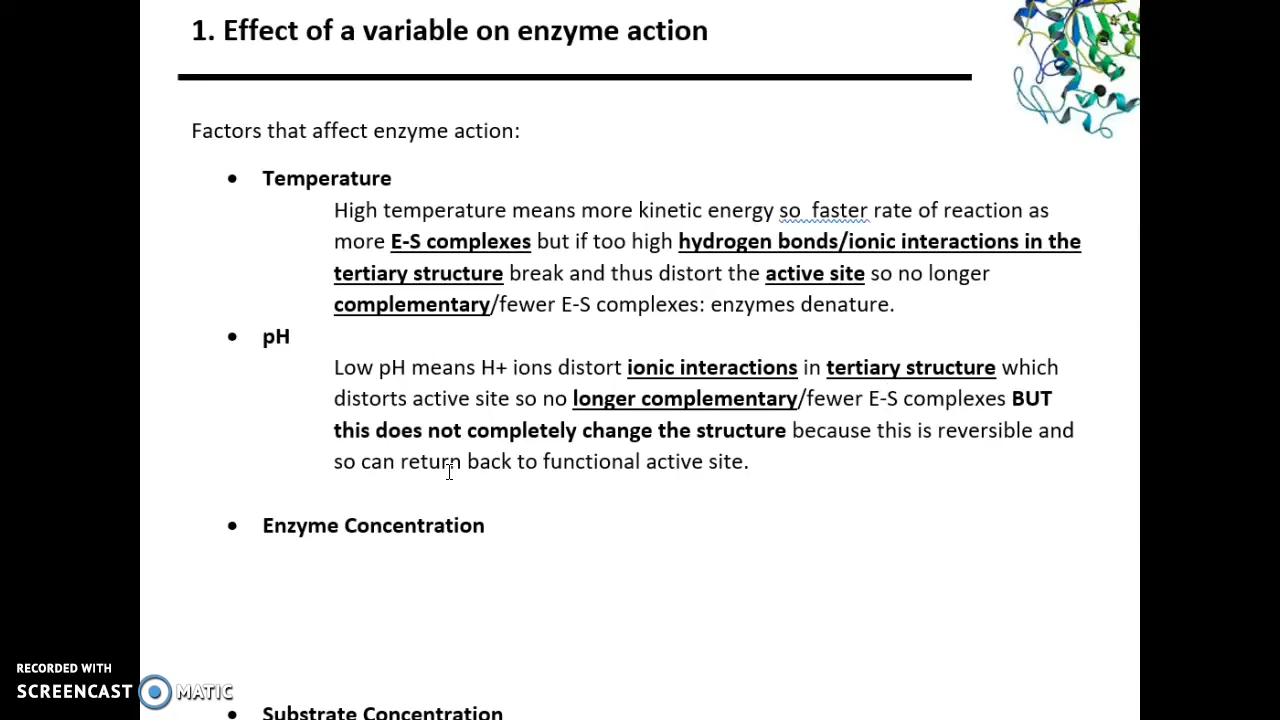 1. Effect of a variable on enzyme action
Factors that affect enzyme action:
• Temperature
High temperature means more kinetic energy so  faster rate of reaction as
more E-S complexes but if too high hydrogen bonds/ionic interactions in the
tertiary structure break and thus distort the active site so no longer
complementary/fewer E-S complexes: enzymes denature.
• pH
Low pH means H+ ions distort ionic interactions in tertiary structure which
distorts active site so no longer complementary/fewer E-S complexes BUT
this does not completely change the structure because this is reversible and
so can return back to functional active site.
• Enzyme Concentration
• Substrate Concentration
RECORDED WITH
SCREENCAST MATIC